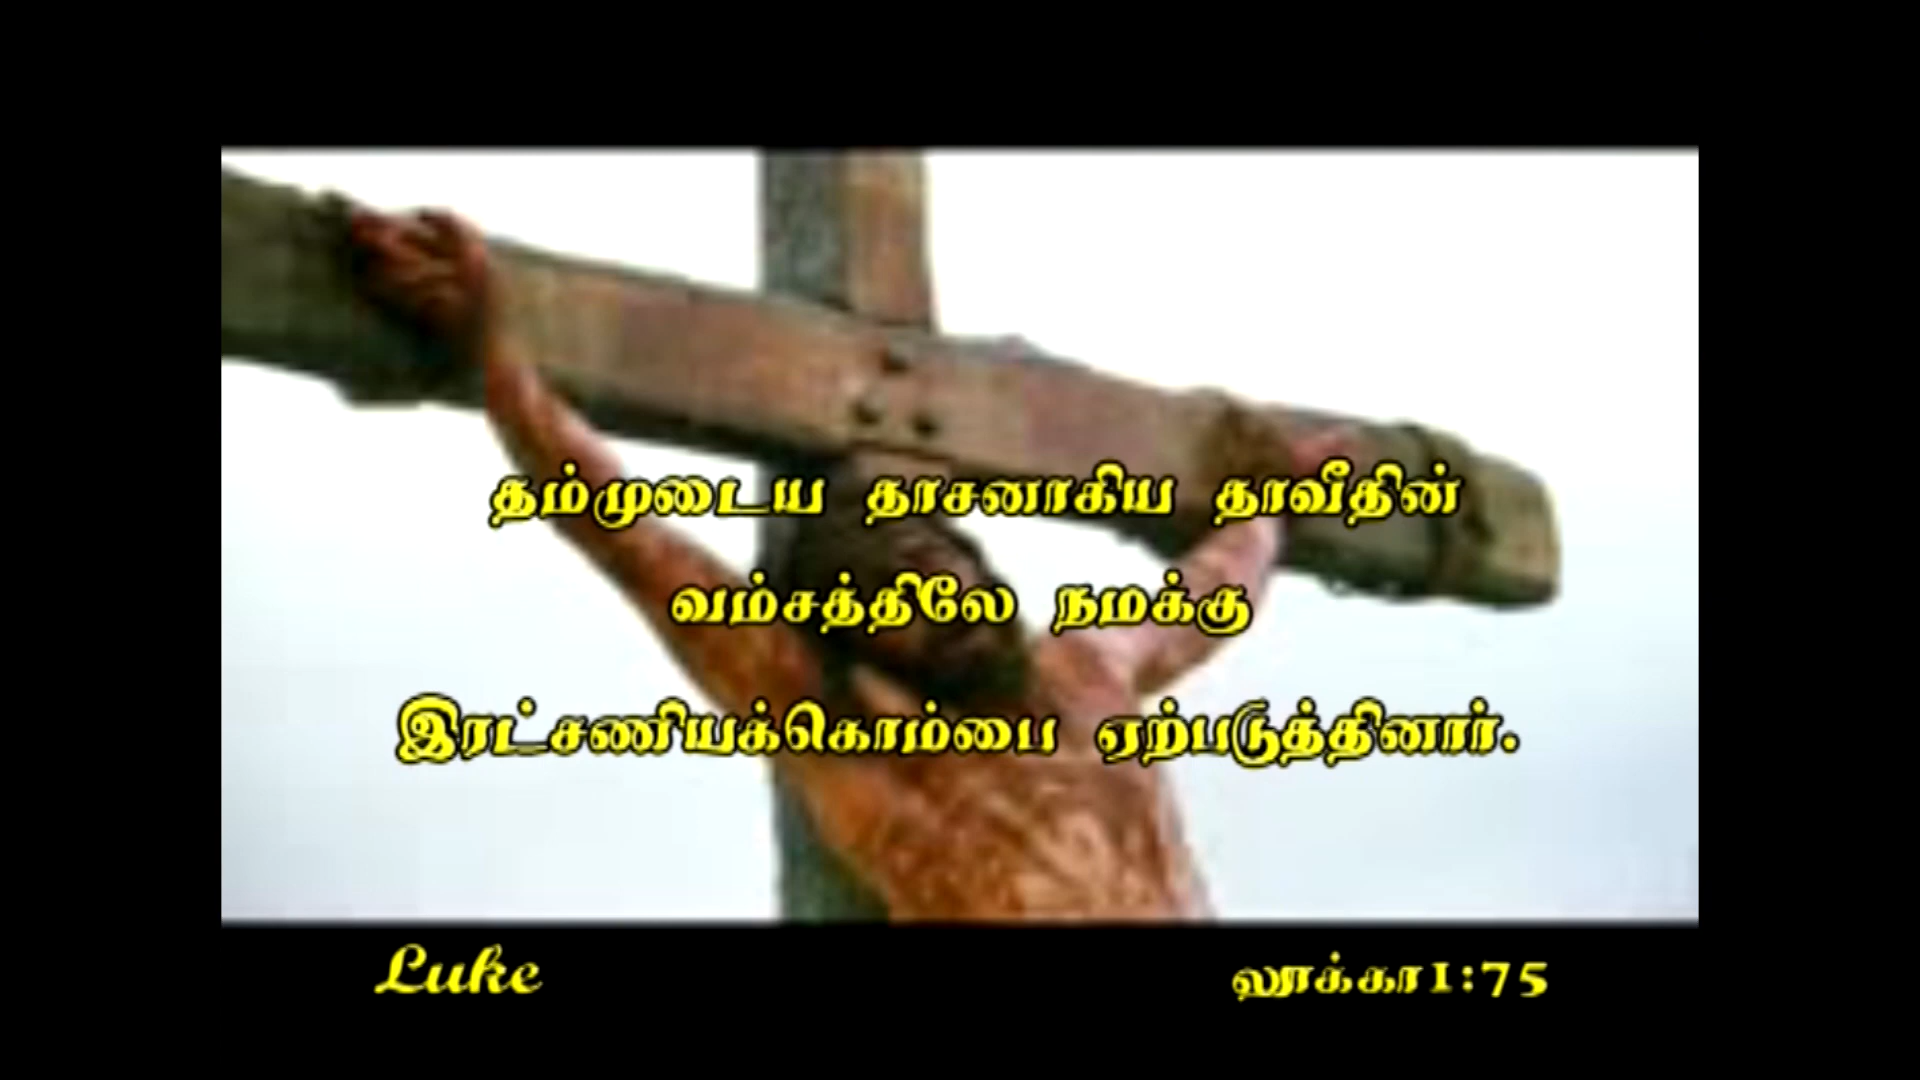 தம்முடைய தாசனாகிய தாவீதின்
வம்சத்திலே நமக்கு
இரட்சணியக்கொம்பை ஏற்படுத்தினார்.
Luke
லூக்கா1:75